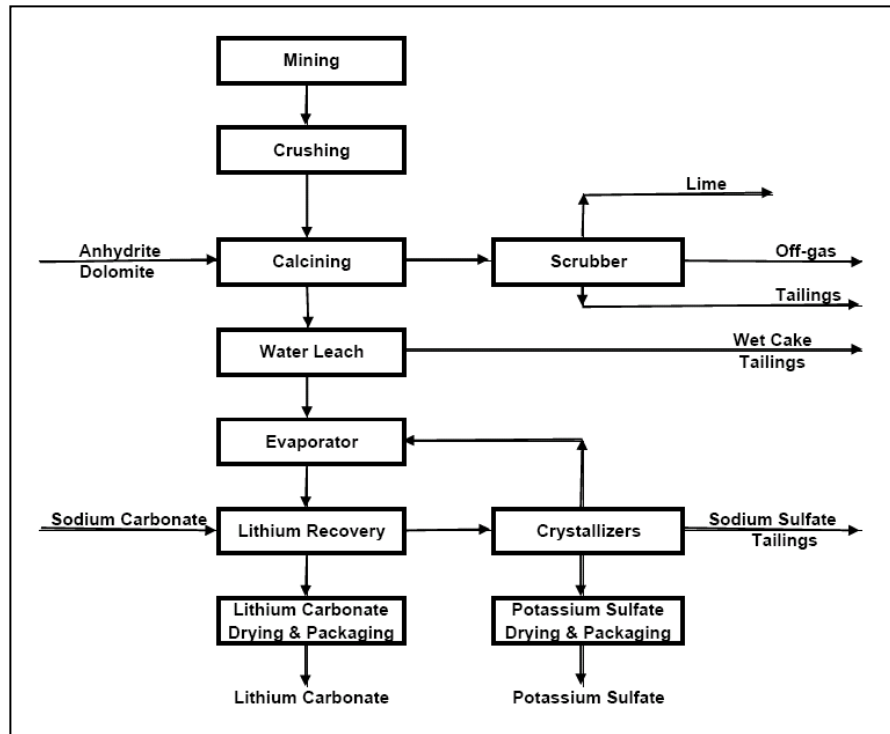 Mining
Crushing
Lime
Anhydrite
Dolomite
Calcining
Scrubber
Off-gas
Tailings
Water Leach
Wet Cake
Tailings
Evaporator
Sodium Carbonate
Lithium Recovery
Crystallizers
Sodium Sulfate
Tailings
Lithium Carbonate
Drying & Packaging
Potassium Sulfate
Drying & Packaging
Lithium Carbonate
Potassium Sulfate